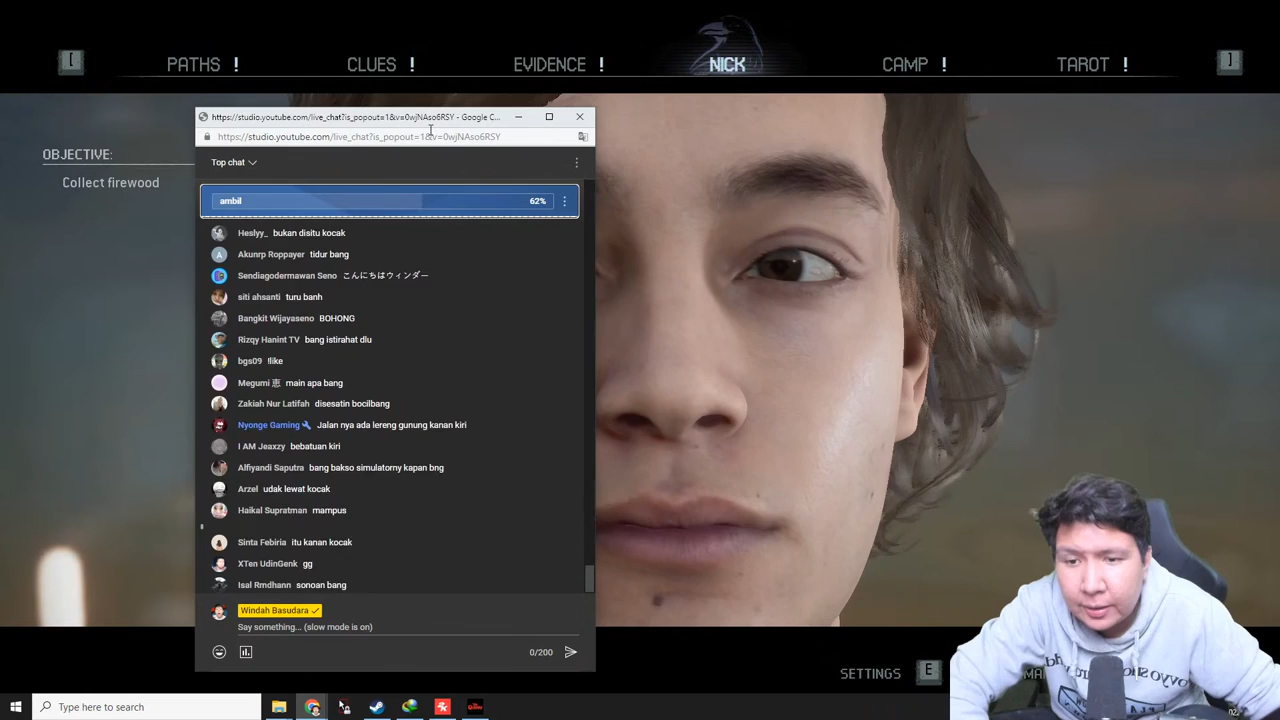 [ PATHS ! CLUES ! EVIDENCE ! NICK CAMP ! TAROT ! ]
https://studio.youtube.com/live_chat?is_popout=1&v=0wjNAso6RSY - Google C...
https://studio.youtube.com/live_chat?is_popout=1&v=0wjNAso6RSY
OBJECTIVE:
Collect firewood
Top chat
ambil 62%
Heslyy_ bukan disitu kocak
A Akunrp Roppayer tidur bang
Sendiagodermawan Seno こんにちはウィンダー
siti ahsanti turu banh
Bangkit Wijayaseno BOHONG
Rizqy Hanint TV bang istirahat dlu
bgs09 !like
Megumi 恵 main apa bang
Zakiah Nur Latifah disesatin bocilbang
Nyonge Gaming Jalan nya ada lereng gunung kanan kiri
I AM Jeaxzy bebatuan kiri
Alfiyandi Saputra bang bakso simulatorny kapan bng
Arzel udak lewat kocak
Haikal Supratman mampus
Sinta Febiria itu kanan kocak
XTen UdinGenk gg
Isal Rmdhann sonoan bang
Windah Basudara
Say something... (slow mode is on)
0/200
SETTINGS E
Type here to search